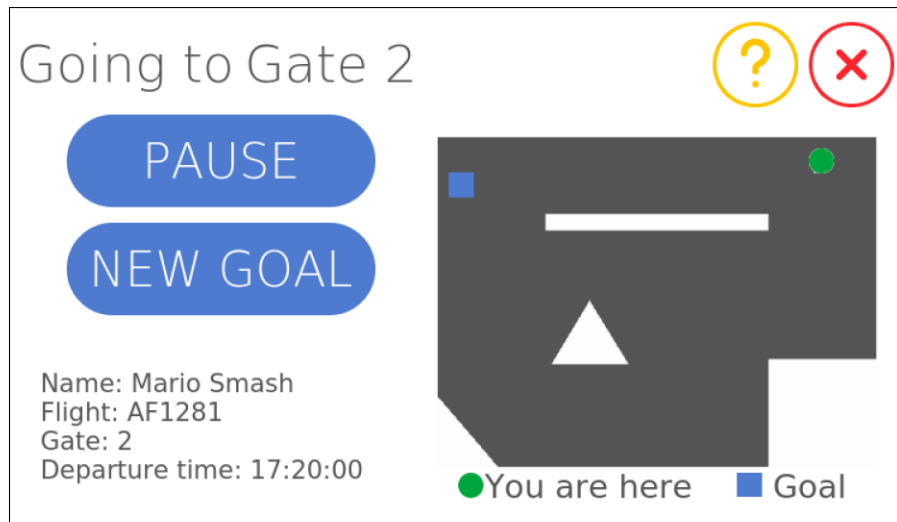 Going to Gate 2
?
PAUSE
NEW GOAL
Name: Mario Smash
Flight: AF1281
Gate: 2
Departure time: 17:20:00
You are here
Goal